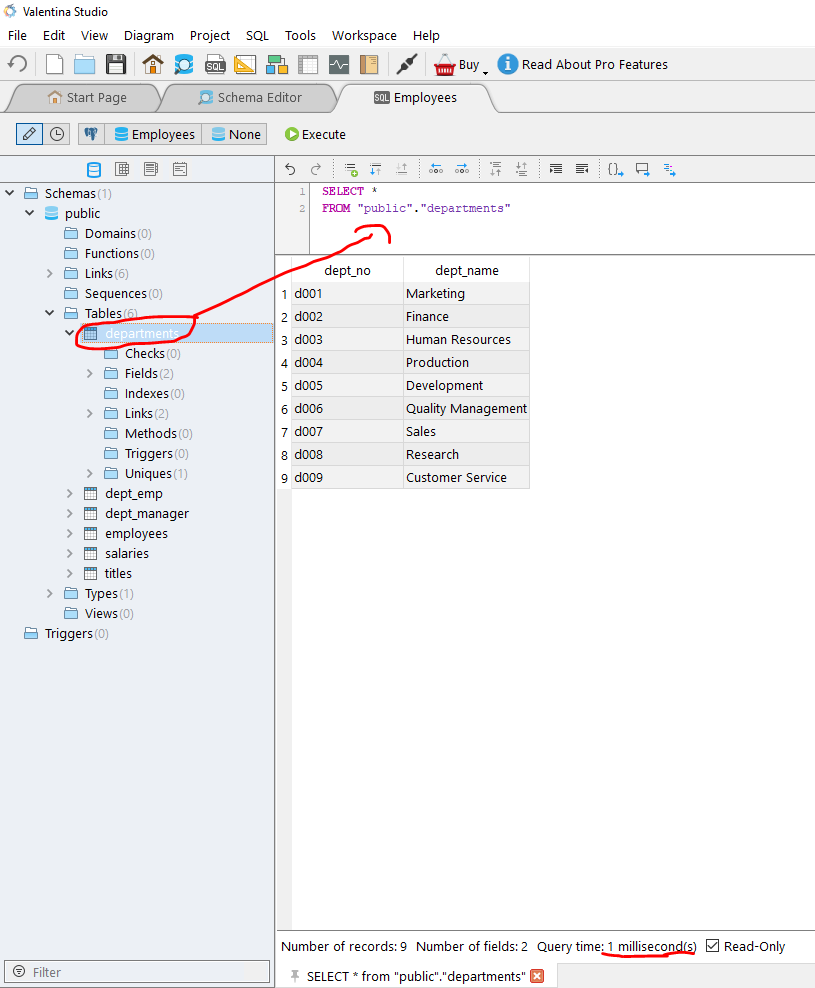 Valentina Studio
File Edit View Diagram Project SQL Tools Workspace Help
SQL Buy Read About Pro Features
Start Page Schema Editor SQL Employees
Employees None Execute
Schemas(1)
public
Domains(0)
Functions(0)
Links(6)
Sequences(0)
Tables(6)
departments
Checks(0)
Fields(2)
Indexes(0)
Links(2)
Methods(0)
Triggers(0)
Uniques(1)
dept_emp
dept_manager
employees
salaries
titles
Types(1)
Views(0)
Triggers(0)
Filter
1 SELECT *
2 FROM "public"."departments"
dept_no dept_name
1 d001 Marketing
2 d002 Finance
3 d003 Human Resources
4 d004 Production
5 d005 Development
6 d006 Quality Management
7 d007 Sales
8 d008 Research
9 d009 Customer Service
Number of records: 9 Number of fields: 2 Query time: 1 millisecond(s) Read-Only
SELECT * from "public"."departments"